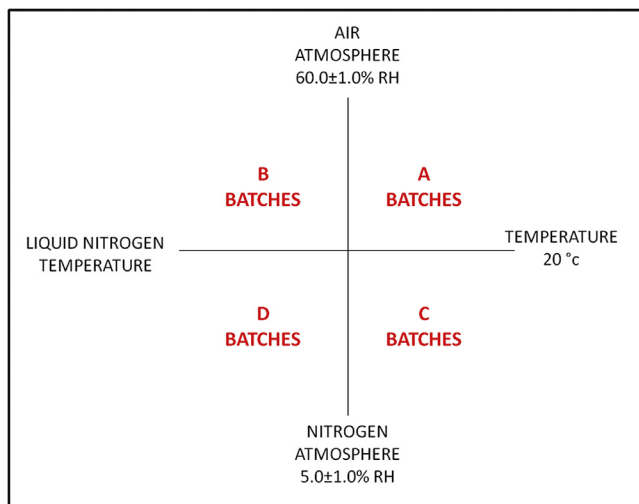 AIR
ATMOSPHERE
60.0±1.0% RH
B
BATCHES
A
BATCHES
LIQUID NITROGEN
TEMPERATURE
TEMPERATURE
20 °c
D
BATCHES
C
BATCHES
NITROGEN
ATMOSPHERE
5.0±1.0% RH